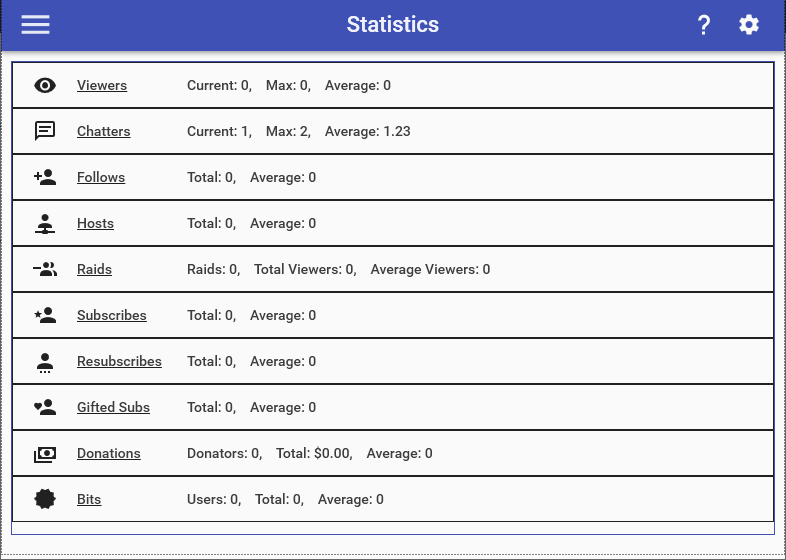 Statistics ?
Viewers Current: 0, Max: 0, Average: 0
Chatters Current: 1, Max: 2, Average: 1.23
Follows Total: 0, Average: 0
Hosts Total: 0, Average: 0
Raids Raids: 0, Total Viewers: 0, Average Viewers: 0
Subscribes Total: 0, Average: 0
Resubscribes Total: 0, Average: 0
Gifted Subs Total: 0, Average: 0
Donations Donators: 0, Total: $0.00, Average: 0
Bits Users: 0, Total: 0, Average: 0